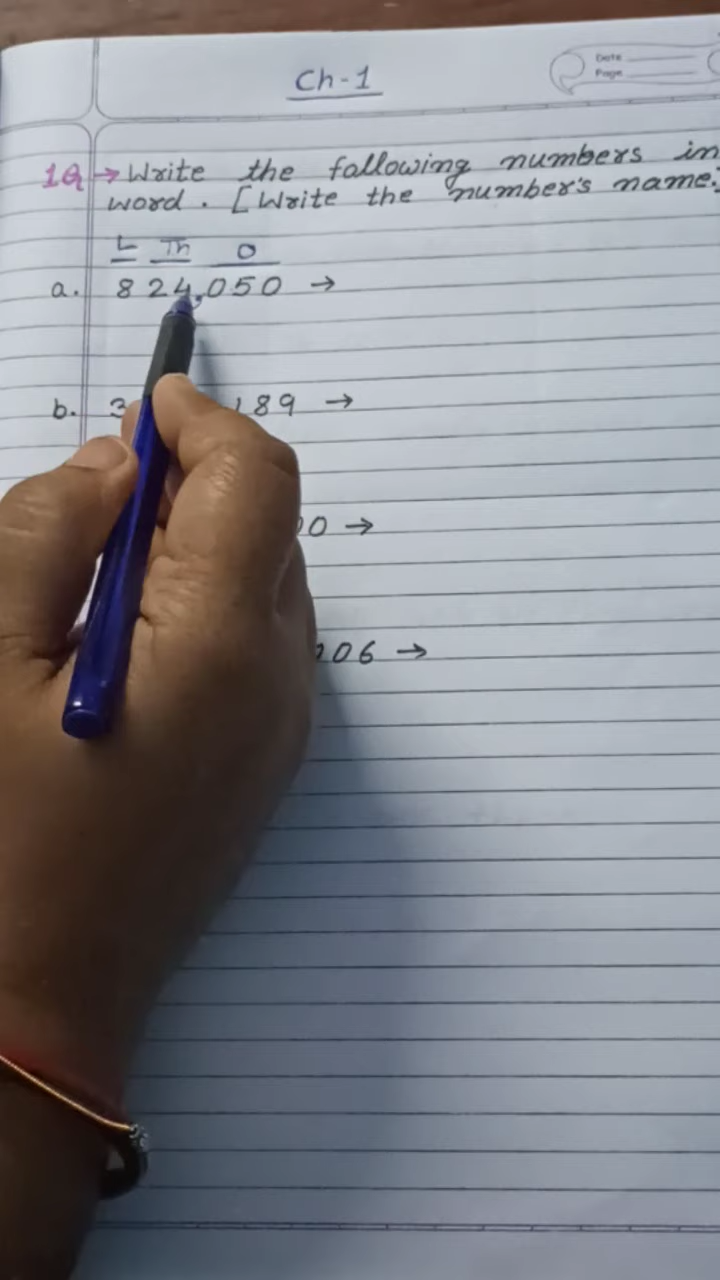 Ch-1
Date
Page
1Q → Write the following numbers in
word. [Write the number's name.]
L Th O
a. 824,050 →
b. 3 189 →
0 →
06 →